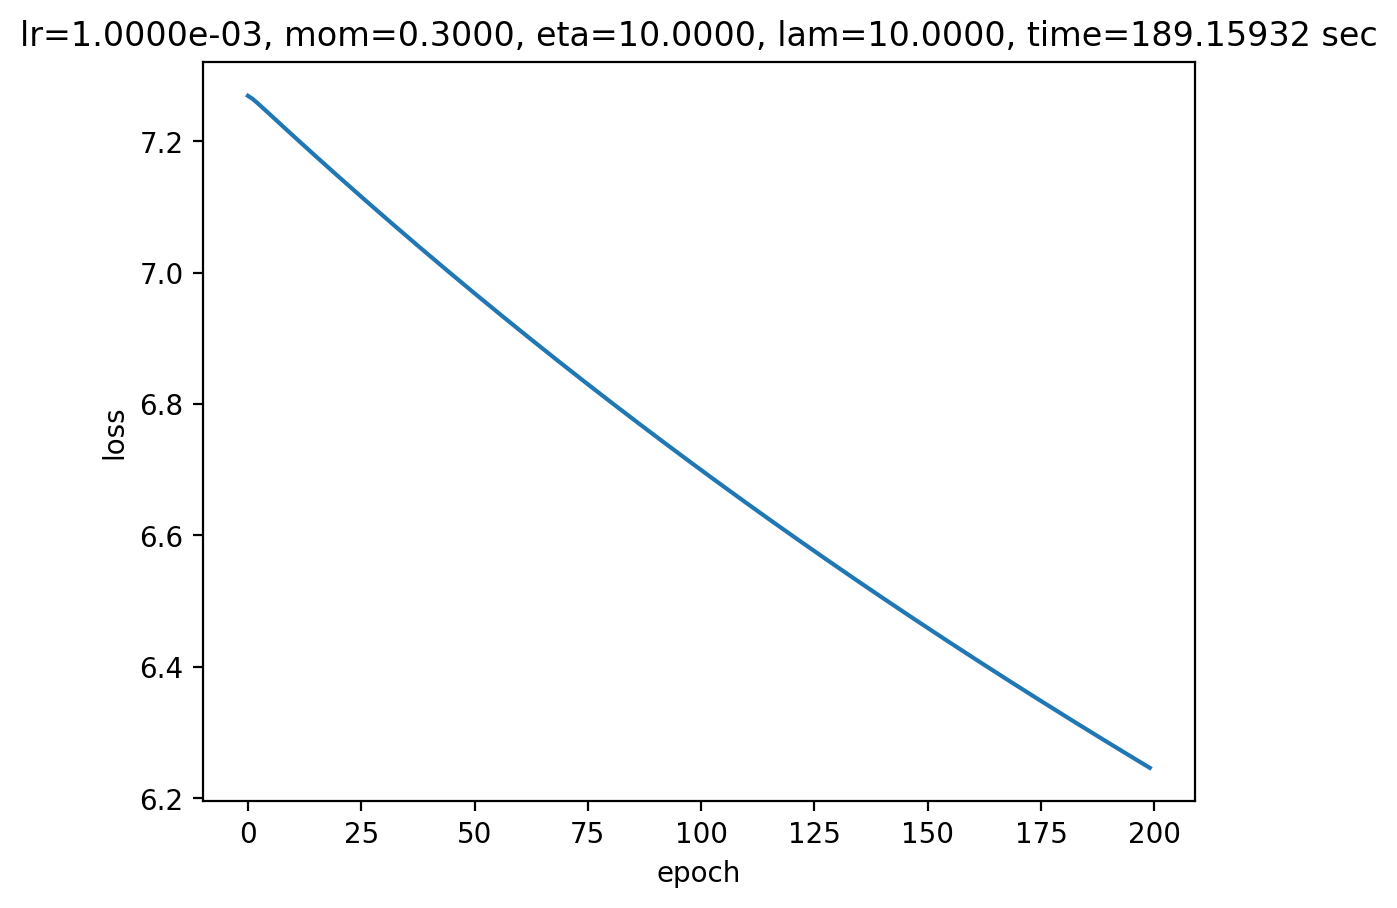 lr=1.0000e-03, mom=0.3000, eta=10.0000, lam=10.0000, time=189.15932 sec
7.2
7.0
6.8
6.6
6.4
6.2
loss
0 25 50 75 100 125 150 175 200
epoch